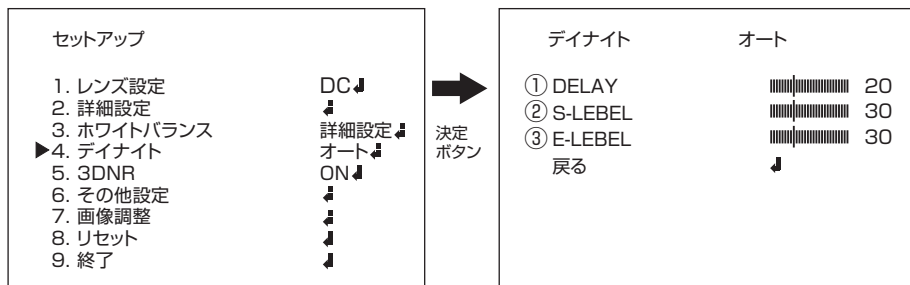 セットアップ
1. レンズ設定 DC
2. 詳細設定
3. ホワイトバランス 詳細設定
4. デイナイト オート
5. 3DNR ON
6. その他設定
7. 画像調整
8. リセット
9. 終了
決定
ボタン
デイナイト オート
① DELAY 20
② S-LEBEL 30
③ E-LEBEL 30
戻る